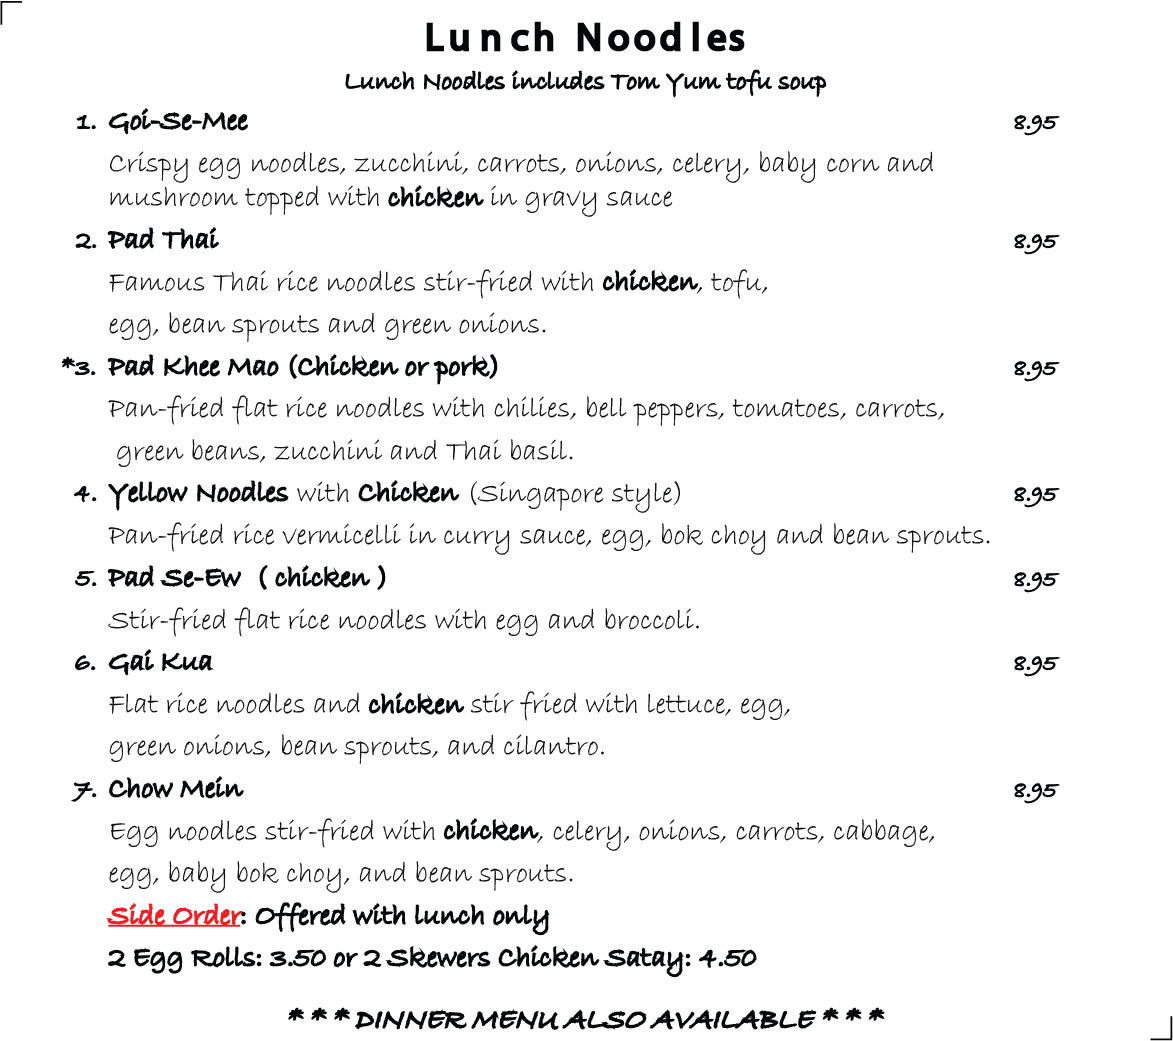 Lunch Noodles
Lunch Noodles includes Tom Yum tofu soup
1. Goi-Se-Mee 8.95
Crispy egg noodles, zucchini, carrots, onions, celery, baby corn and
mushroom topped with chicken in gravy sauce
2. Pad Thai 8.95
Famous Thai rice noodles stir-fried with chicken, tofu,
egg, bean sprouts and green onions.
*3. Pad Khee Mao (Chicken or pork) 8.95
Pan-fried flat rice noodles with chilies, bell peppers, tomatoes, carrots,
green beans, zucchini and Thai basil.
4. Yellow Noodles with Chicken (Singapore style) 8.95
Pan-fried rice vermicelli in curry sauce, egg, bok choy and bean sprouts.
5. Pad Se-Ew ( chicken ) 8.95
Stir-fried flat rice noodles with egg and broccoli.
6. Gai Kua 8.95
Flat rice noodles and chicken stir fried with lettuce, egg,
green onions, bean sprouts, and cilantro.
7. Chow Mein 8.95
Egg noodles stir-fried with chicken, celery, onions, carrots, cabbage,
egg, baby bok choy, and bean sprouts.
Side Order: Offered with lunch only
2 Egg Rolls: 3.50 or 2 Skewers Chicken Satay: 4.50
* * * DINNER MENU ALSO AVAILABLE * * *